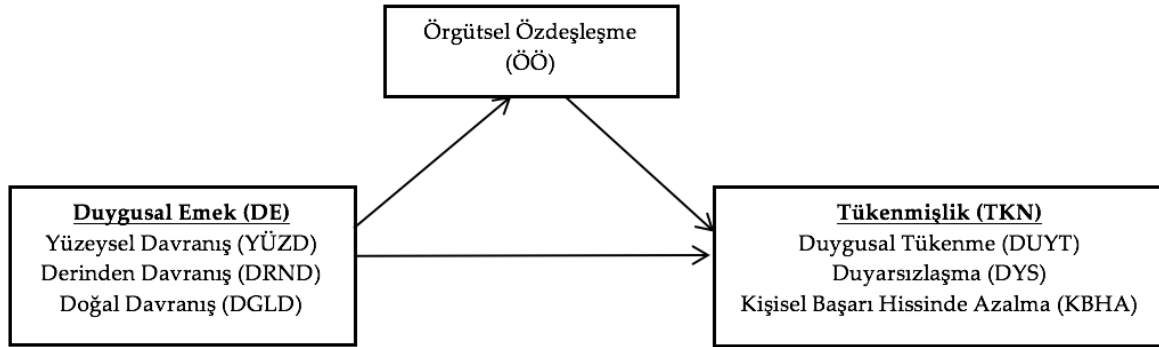 Örgütsel Özdeşleşme
(ÖÖ)
Duygusal Emek (DE)
Yüzeysel Davranış (YÜZD)
Derinden Davranış (DRND)
Doğal Davranış (DGLD)
Tükenmişlik (TKN)
Duygusal Tükenme (DUYT)
Duyarsızlaşma (DYS)
Kişisel Başarı Hissinde Azalma (KBHA)